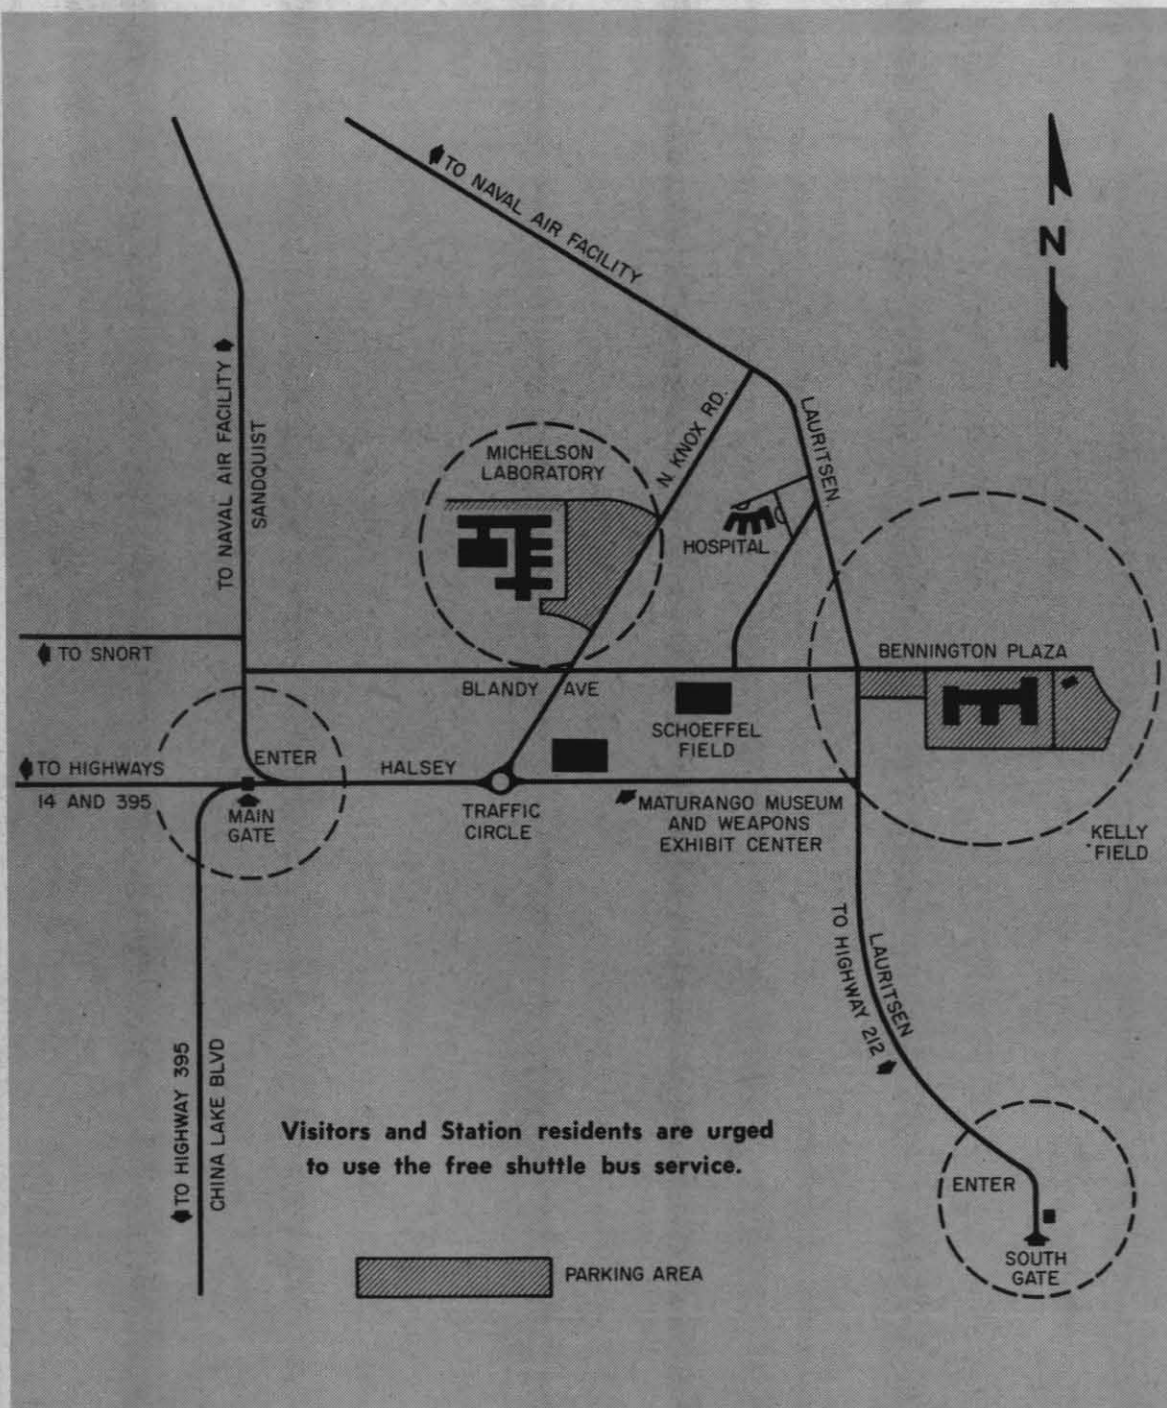 TO NAVAL AIR FACILITY
N
TO NAVAL AIR FACILITY
SANDQUIST
N KNOX RD.
LAURITSEN
MICHELSON
LABORATORY
HOSPITAL
TO SNORT
BENNINGTON PLAZA
BLANDY AVE
SCHOEFFEL
FIELD
ENTER
TO HIGHWAYS
14 AND 395
HALSEY
MAIN
GATE
TRAFFIC
CIRCLE
MATURANGO MUSEUM
AND WEAPONS
EXHIBIT CENTER
KELLY
FIELD
TO HIGHWAY 212
LAURITSEN
TO HIGHWAY 395
CHINA LAKE BLVD
Visitors and Station residents are urged
to use the free shuttle bus service.
ENTER
SOUTH
GATE
PARKING AREA